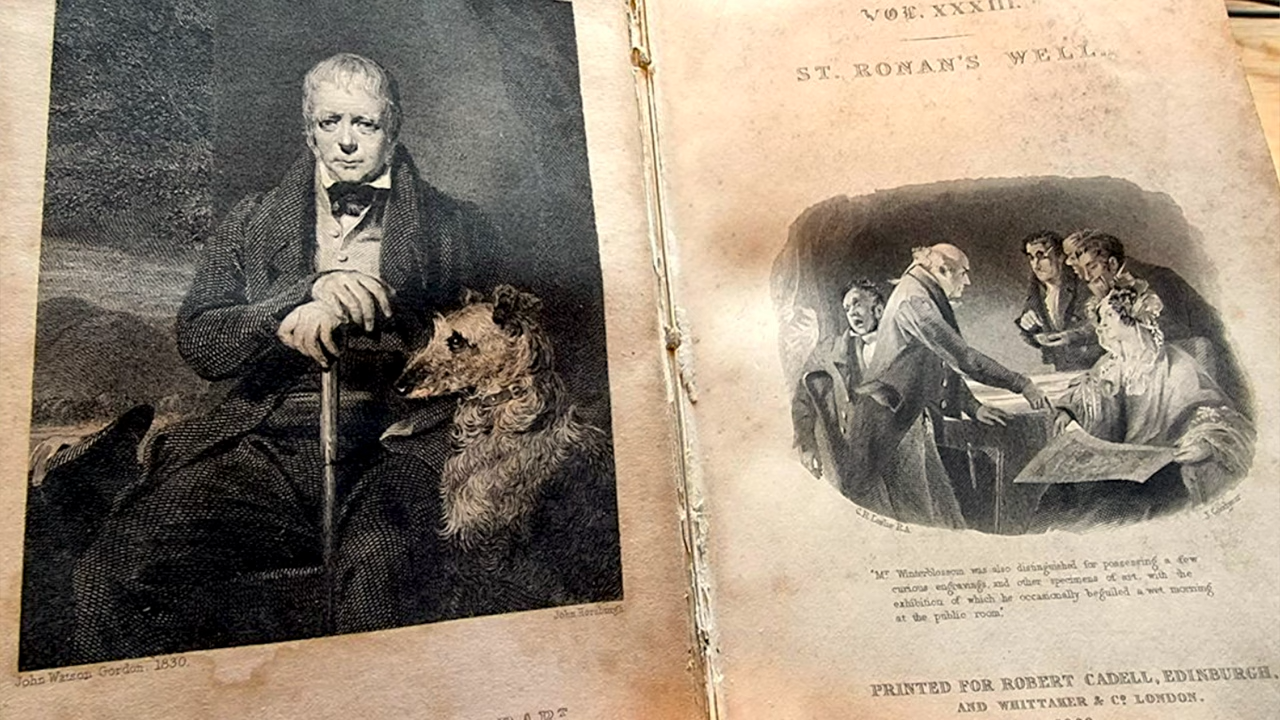 John Watson Gordon. 1830.
John Horsburgh
VOL. XXXIII.
ST. RONAN'S WELL.
C.R. Leslie R.A.
"Mr Winterblossom was also distinguished for possessing a few
curious engravings, and other specimens of art, with the
exhibition of which he occasionally beguiled a wet morning
at the public room."
PRINTED FOR ROBERT CADELL, EDINBURGH,
AND WHITTAKER & Co. LONDON.